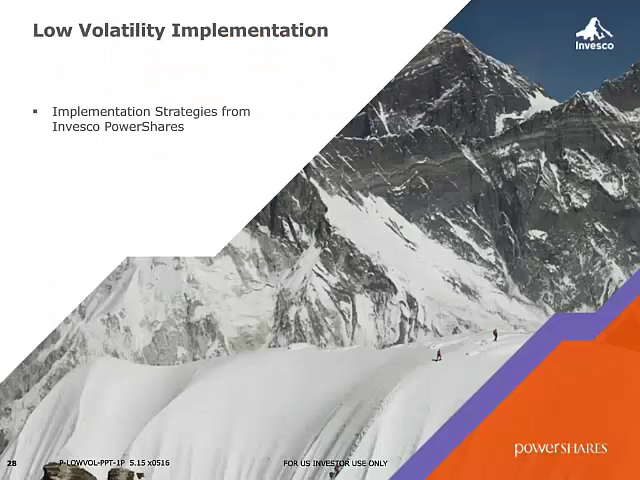 Low Volatility Implementation
Invesco
▪ Implementation Strategies from
Invesco PowerShares
powerSHARES
28
P-LOWVOL-PPT-1P 5.15 x0516
FOR US INVESTOR USE ONLY